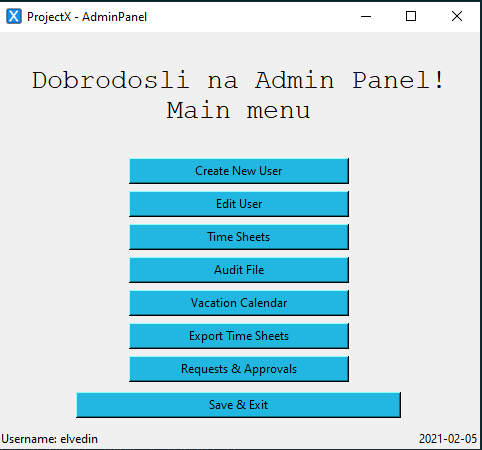 ProjectX - AdminPanel
Dobrodosli na Admin Panel!
Main menu
Create New User
Edit User
Time Sheets
Audit File
Vacation Calendar
Export Time Sheets
Requests & Approvals
Save & Exit
Username: elvedin
2021-02-05